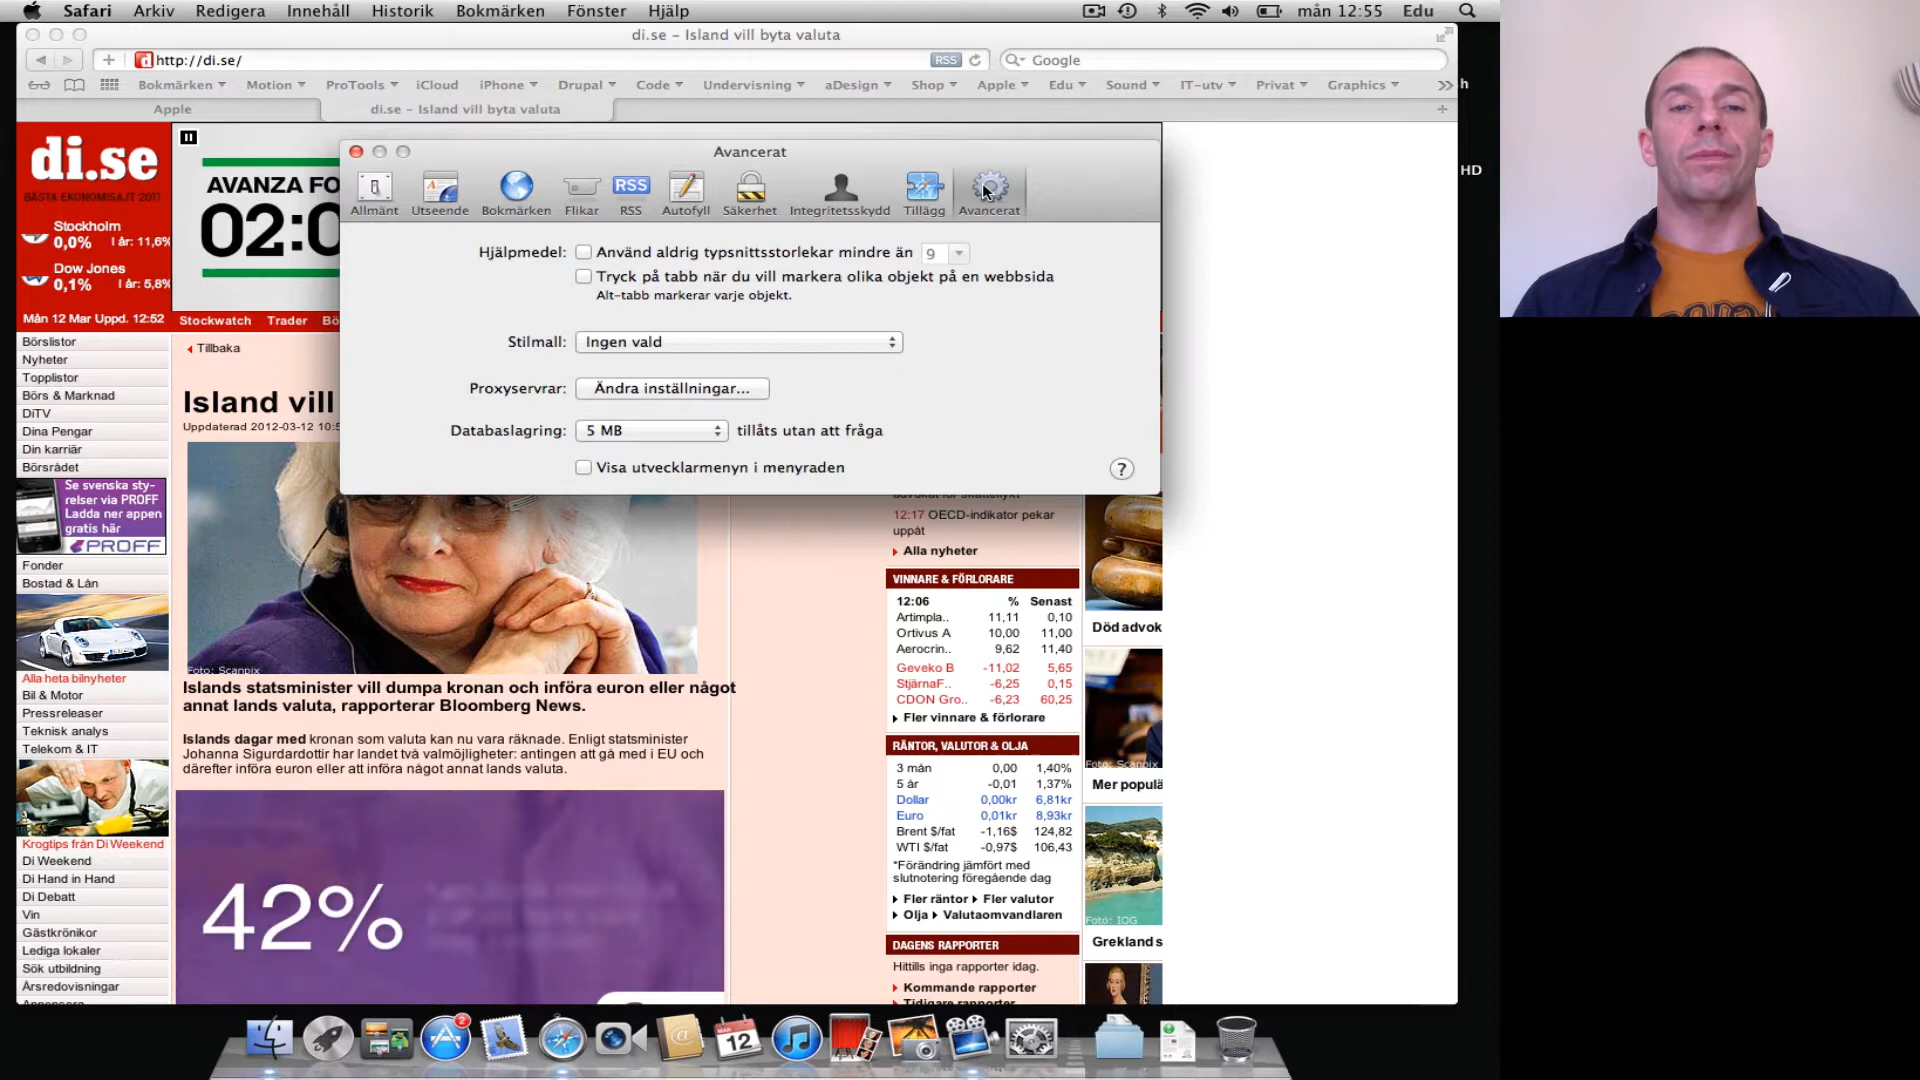 Safari Arkiv Redigera Innehåll Historik Bokmärken Fönster Hjälp mån 12:55 Edu
di.se – Island vill byta valuta
http://di.se/ RSS Google
Bokmärken Motion ProTools iCloud iPhone Drupal Code Undervisning aDesign Shop Apple Edu Sound IT-utv Privat Graphics
Apple di.se – Island vill byta valuta
h
HD
di.se
BÄSTA EKONOMISAJT 2011
Stockholm
0,0% I år: 11,6%
Dow Jones
0,1% I år: 5,8%
Mån 12 Mar Uppd. 12:52
AVANZA FO
02:0
Stockwatch Trader Bö
Avancerat
Allmänt Utseende Bokmärken Flikar RSS Autofyll Säkerhet Integritetsskydd Tillägg Avancerat
Hjälpmedel: Använd aldrig typsnittsstorlekar mindre än 9
Tryck på tabb när du vill markera olika objekt på en webbsida
Alt-tabb markerar varje objekt.
Stilmall: Ingen vald
Proxyservrar: Ändra inställningar...
Databaslagring: 5 MB tillåts utan att fråga
Visa utvecklarmenyn i menyraden ?
Börslistor
Nyheter
Topplistor
Börs & Marknad
DiTV
Dina Pengar
Din karriär
Börsrådet
Se svenska sty-
relser via PROFF
Ladda ner appen
gratis här
PROFF
Fonder
Bostad & Lån
Alla heta bilnyheter
Bil & Motor
Pressreleaser
Teknisk analys
Telekom & IT
Krogtips från Di Weekend
Di Weekend
Di Hand in Hand
Di Debatt
Vin
Gästkrönikor
Lediga lokaler
Sök utbildning
Årsredovisningar
Tillbaka
Island vill
Uppdaterad 2012-03-12 10:5
Foto: Scanpix
Islands statsminister vill dumpa kronan och införa euron eller något
annat lands valuta, rapporterar Bloomberg News.
Islands dagar med kronan som valuta kan nu vara räknade. Enligt statsminister
Johanna Sigurdardottir har landet två valmöjligheter: antingen att gå med i EU och
därefter införa euron eller att införa något annat lands valuta.
42%
12:17 OECD-indikator pekar
uppåt
Alla nyheter
VINNARE & FÖRLORARE
12:06 % Senast
Artimpla.. 11,11 0,10
Ortivus A 10,00 11,00
Aerocrin.. 9,62 11,40
Geveko B -11,02 5,65
StjärnaF.. -6,25 0,15
CDON Gro.. -6,23 60,25
Fler vinnare & förlorare
RÄNTOR, VALUTOR & OLJA
3 mån 0,00 1,40%
5 år -0,01 1,37%
Dollar 0,00kr 6,81kr
Euro 0,01kr 8,93kr
Brent $/fat -1,16$ 124,82
WTI $/fat -0,97$ 106,43
*Förändring jämfört med
slutnotering föregående dag
Fler räntor Fler valutor
Olja Valutaomvandlaren
DAGENS RAPPORTER
Hittills inga rapporter idag.
Kommande rapporter
Tidigare rapporter
Död advok
Foto: Scanpix
Mer populä
Foto: IOG
Grekland s
2
MAR
12